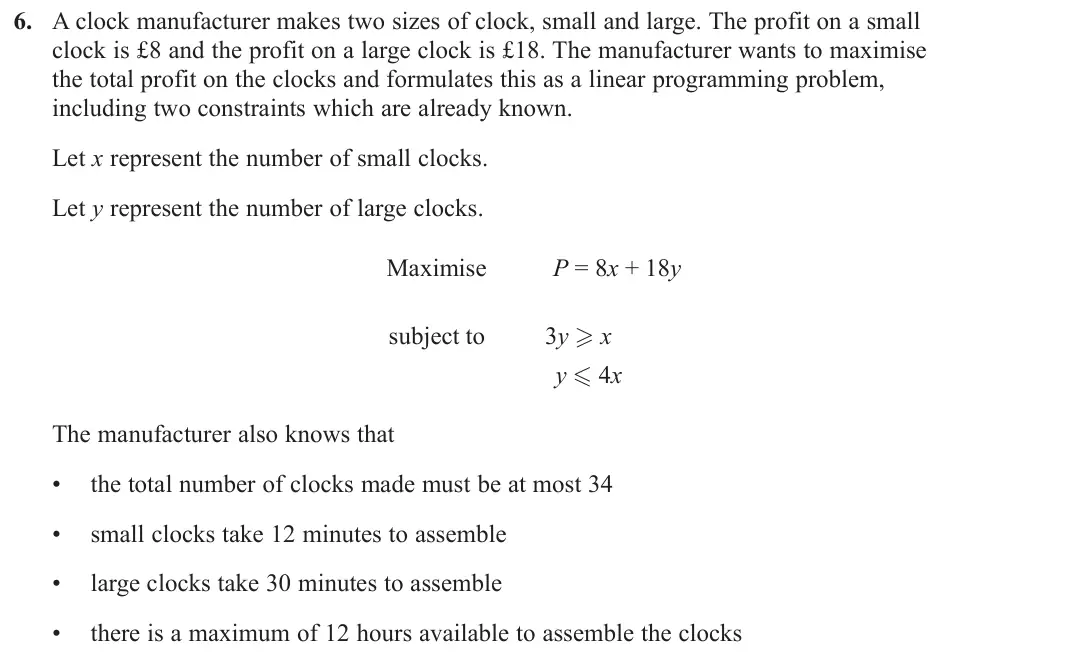 6. A clock manufacturer makes two sizes of clock, small and large. The profit on a small
clock is £8 and the profit on a large clock is £18. The manufacturer wants to maximise
the total profit on the clocks and formulates this as a linear programming problem,
including two constraints which are already known.
Let x represent the number of small clocks.
Let y represent the number of large clocks.
Maximise P = 8x + 18y
subject to 3y ⩾ x
y ⩽ 4x
The manufacturer also knows that
• the total number of clocks made must be at most 34
• small clocks take 12 minutes to assemble
• large clocks take 30 minutes to assemble
• there is a maximum of 12 hours available to assemble the clocks